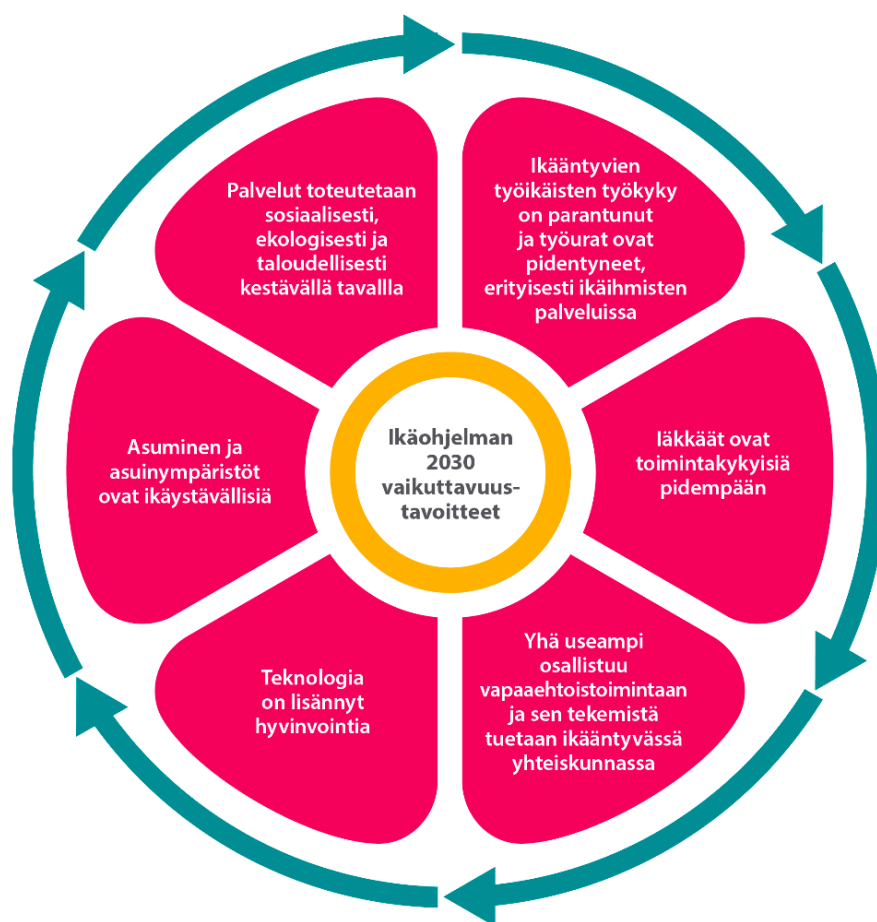 Palvelut toteutetaan
sosiaalisesti,
ekologisesti ja
taloudellisesti
kestävällä tavallla
Ikääntyvien
työikäisten työkyky
on parantunut
ja työurat ovat
pidentyneet,
erityisesti ikäihmisten
palveluissa
Asuminen ja
asuinympäristöt
ovat ikäystävällisiä
Ikäohjelman
2030
vaikuttavuus-
tavoitteet
Iäkkäät ovat
toimintakykyisiä
pidempään
Teknologia
on lisännyt
hyvinvointia
Yhä useampi
osallistuu
vapaaehtoistoimintaan
ja sen tekemistä
tuetaan ikääntyvässä
yhteiskunnassa